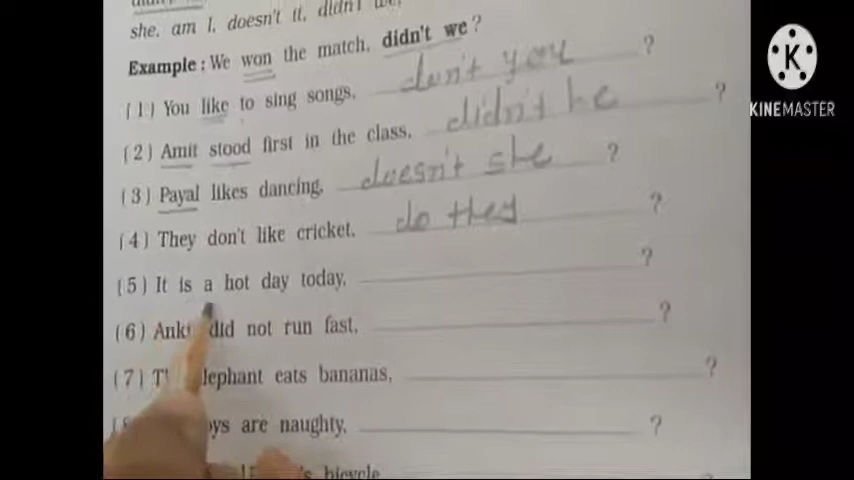 she, am I, doesn't it, didn't we,
Example : We won the match, didn't we ?
( 1 ) You like to sing songs, don't you ?
( 2 ) Amit stood first in the class, didn't he ?
( 3 ) Payal likes dancing, doesn't she ?
( 4 ) They don't like cricket, do they ?
( 5 ) It is a hot day today, ?
( 6 ) did not run fast, ?
( 7 ) elephant eats bananas, ?
are naughty, ?
bicycle
K
KINEMASTER